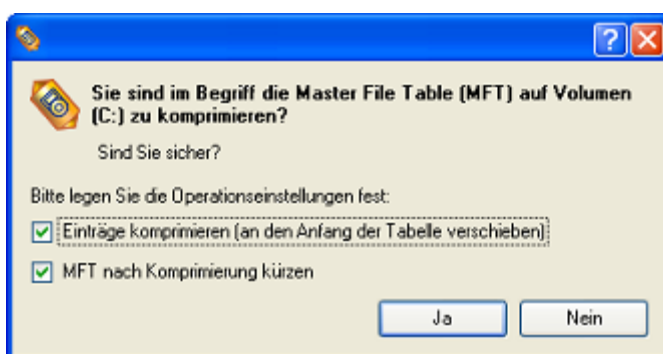 Sie sind im Begriff die Master File Table (MFT) auf Volumen
(C:) zu komprimieren?
Sind Sie sicher?
Bitte legen Sie die Operationseinstellungen fest:
Einträge komprimieren (an den Anfang der Tabelle verschieben)
MFT nach Komprimierung kürzen
Ja Nein